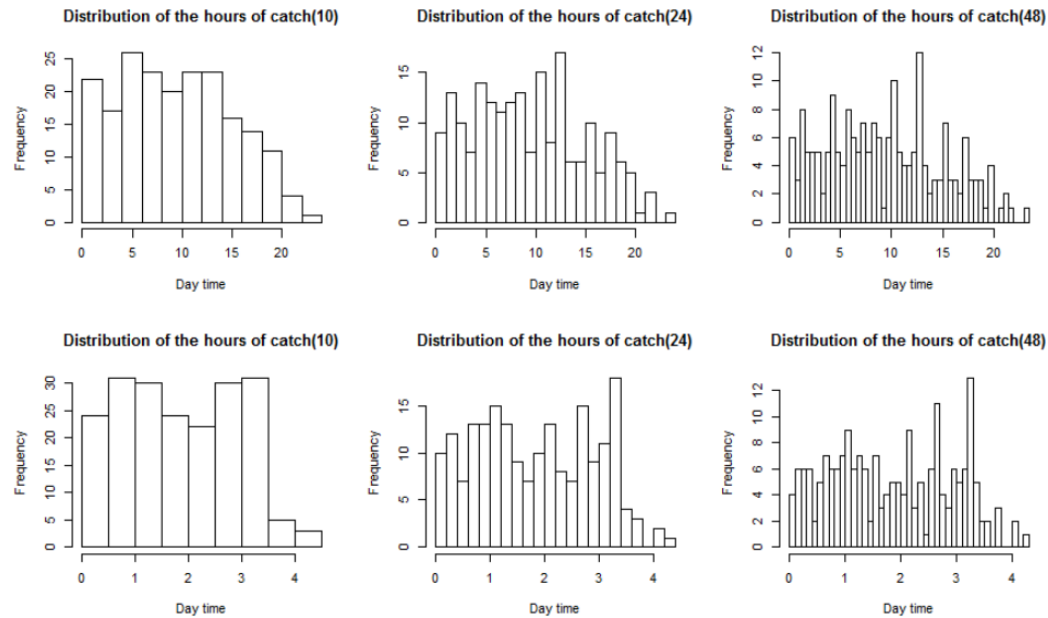 Distribution of the hours of catch(10)
Frequency
0 5 10 15 20 25
0 5 10 15 20
Day time
Distribution of the hours of catch(24)
Frequency
0 5 10 15
0 5 10 15 20
Day time
Distribution of the hours of catch(48)
Frequency
0 2 4 6 8 10 12
0 5 10 15 20
Day time
Distribution of the hours of catch(10)
Frequency
0 5 10 15 20 25 30
0 1 2 3 4
Day time
Distribution of the hours of catch(24)
Frequency
0 5 10 15
0 1 2 3 4
Day time
Distribution of the hours of catch(48)
Frequency
0 2 4 6 8 10 12
0 1 2 3 4
Day time